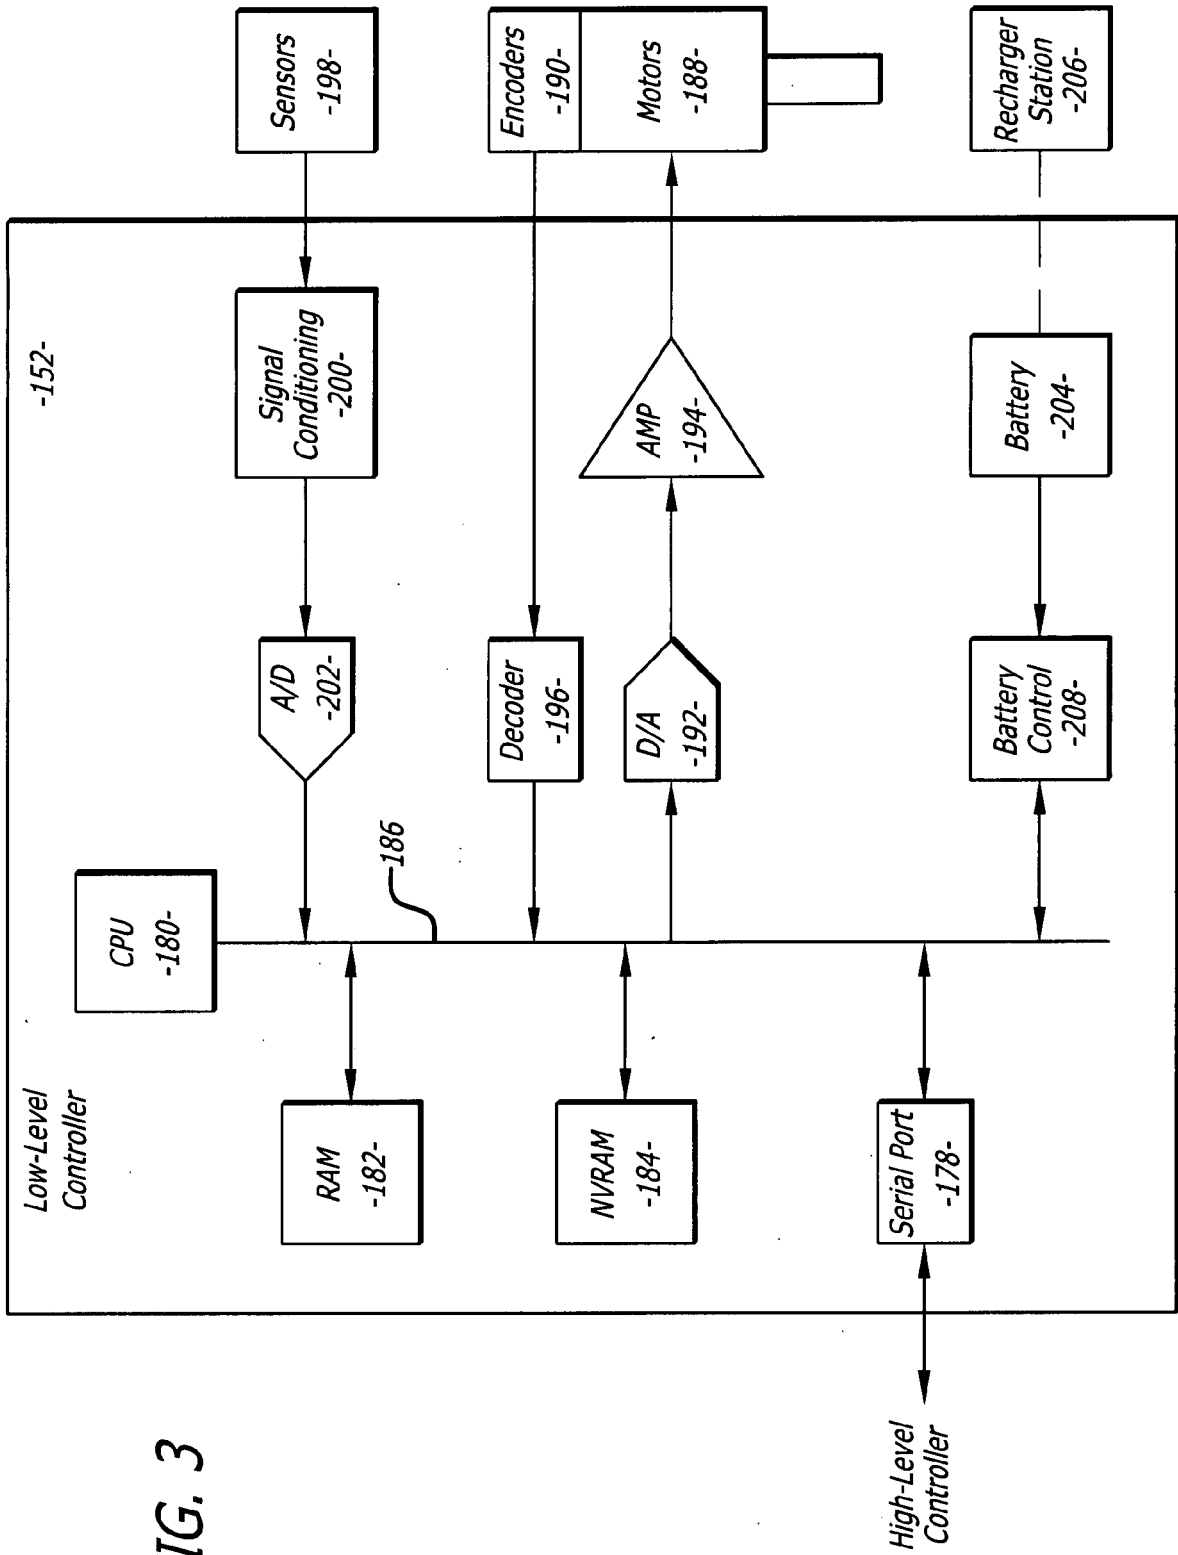 Low-Level
Controller
-152-
CPU
-180-
RAM
-182-
NVRAM
-184-
Serial Port
-178-
186
A/D
-202-
Signal
Conditioning
-200-
Sensors
-198-
Decoder
-196-
Encoders
-190-
D/A
-192-
AMP
-194-
Motors
-188-
Battery
Control
-208-
Battery
-204-
Recharger
Station
-206-
High-Level
Controller
IG. 3